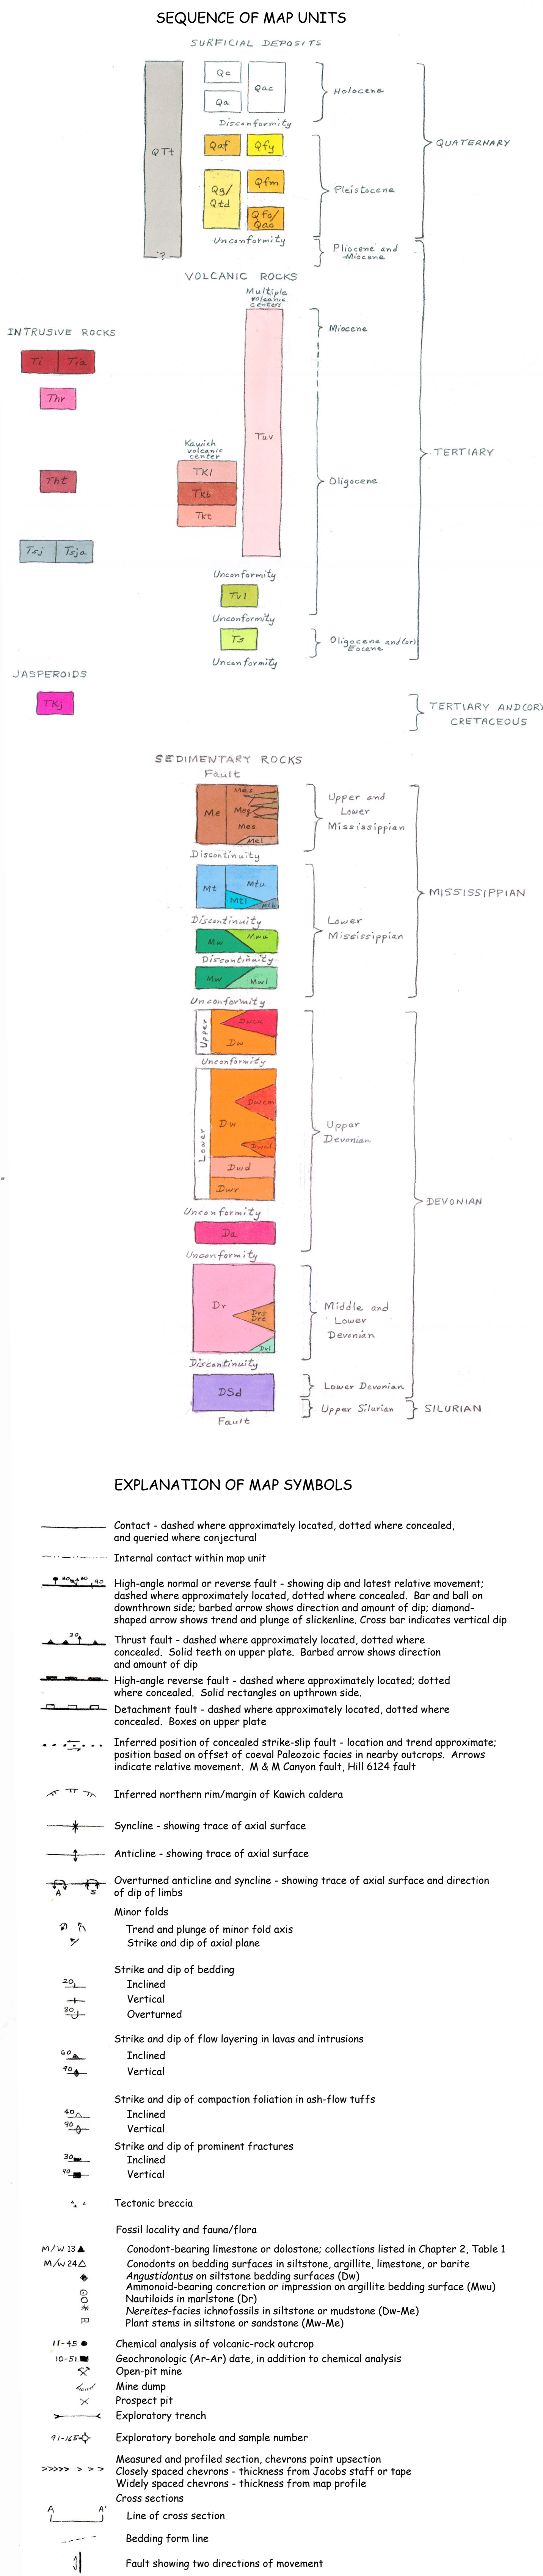 SEQUENCE OF MAP UNITS
SURFICIAL DEPOSITS
QTt
Qc
Qa
Qac
Holocene
Disconformity
QUATERNARY
Qaf
Qfy
Qg/
Qtd
Qfm
Qfo/
Qao
Pleistocene
Unconformity
Pliocene and
Miocene
?
VOLCANIC ROCKS
Multiple
volcanic
centers
INTRUSIVE ROCKS
Ti
Tia
Thr
Tht
Tsj
Tsja
Miocene
Tuv
Kawich
volcanic
center
TKl
Tkb
Tkt
Oligocene
TERTIARY
Unconformity
Tvl
Unconformity
Ts
Oligocene and(or)
Eocene
Unconformity
JASPEROIDS
TKj
TERTIARY AND(OR)
CRETACEOUS
SEDIMENTARY ROCKS
Fault
Me
Mes
Mel
Upper and
Lower
Mississippian
Discontinuity
Mt
Mtu
Mtl
MISSISSIPPIAN
Discontinuity
Mw
Mwu
Lower
Mississippian
Discontinuity
Mw
Mwl
Unconformity
Upper
Dwcm
Dw
Unconformity
Lower
Dw
Dwcm
Dwd
Dwr
Upper
Devonian
DEVONIAN
Unconformity
Da
Unconformity
Dr
Drs
Middle and
Lower
Devonian
Discontinuity
DSd
Lower Devonian
Upper Silurian
SILURIAN
Fault
EXPLANATION OF MAP SYMBOLS
Contact - dashed where approximately located, dotted where concealed,
and queried where conjectural
Internal contact within map unit
High-angle normal or reverse fault - showing dip and latest relative movement;
dashed where approximately located, dotted where concealed. Bar and ball on
downthrown side; barbed arrow shows direction and amount of dip; diamond-
shaped arrow shows trend and plunge of slickenline. Cross bar indicates vertical dip
20
Thrust fault - dashed where approximately located, dotted where
concealed. Solid teeth on upper plate. Barbed arrow shows direction
and amount of dip
High-angle reverse fault - dashed where approximately located; dotted
where concealed. Solid rectangles on upthrown side.
Detachment fault - dashed where approximately located, dotted where
concealed. Boxes on upper plate
Inferred position of concealed strike-slip fault - location and trend approximate;
position based on offset of coeval Paleozoic facies in nearby outcrops. Arrows
indicate relative movement. M & M Canyon fault, Hill 6124 fault
Inferred northern rim/margin of Kawich caldera
Syncline - showing trace of axial surface
Anticline - showing trace of axial surface
Overturned anticline and syncline - showing trace of axial surface and direction
of dip of limbs
A
S
Minor folds
Trend and plunge of minor fold axis
Strike and dip of axial plane
Strike and dip of bedding
20
Inclined
Vertical
80
Overturned
Strike and dip of flow layering in lavas and intrusions
60
Inclined
90
Vertical
Strike and dip of compaction foliation in ash-flow tuffs
40
Inclined
90
Vertical
Strike and dip of prominent fractures
30
Inclined
90
Vertical
Tectonic breccia
Fossil locality and fauna/flora
M/W 13 Conodont-bearing limestone or dolostone; collections listed in Chapter 2, Table 1
M/W 24 Conodonts on bedding surfaces in siltstone, argillite, limestone, or barite
Angustidontus on siltstone bedding surfaces (Dw)
Ammonoid-bearing concretion or impression on argillite bedding surface (Mwu)
Nautiloids in marlstone (Dr)
Nereites-facies ichnofossils in siltstone or mudstone (Dw-Me)
Plant stems in siltstone or sandstone (Mw-Me)
11-45 Chemical analysis of volcanic-rock outcrop
10-51 Geochronologic (Ar-Ar) date, in addition to chemical analysis
Open-pit mine
Mine dump
Prospect pit
Exploratory trench
91-165 Exploratory borehole and sample number
Measured and profiled section, chevrons point upsection
Closely spaced chevrons - thickness from Jacobs staff or tape
Widely spaced chevrons - thickness from map profile
Cross sections
A A'
Line of cross section
Bedding form line
Fault showing two directions of movement